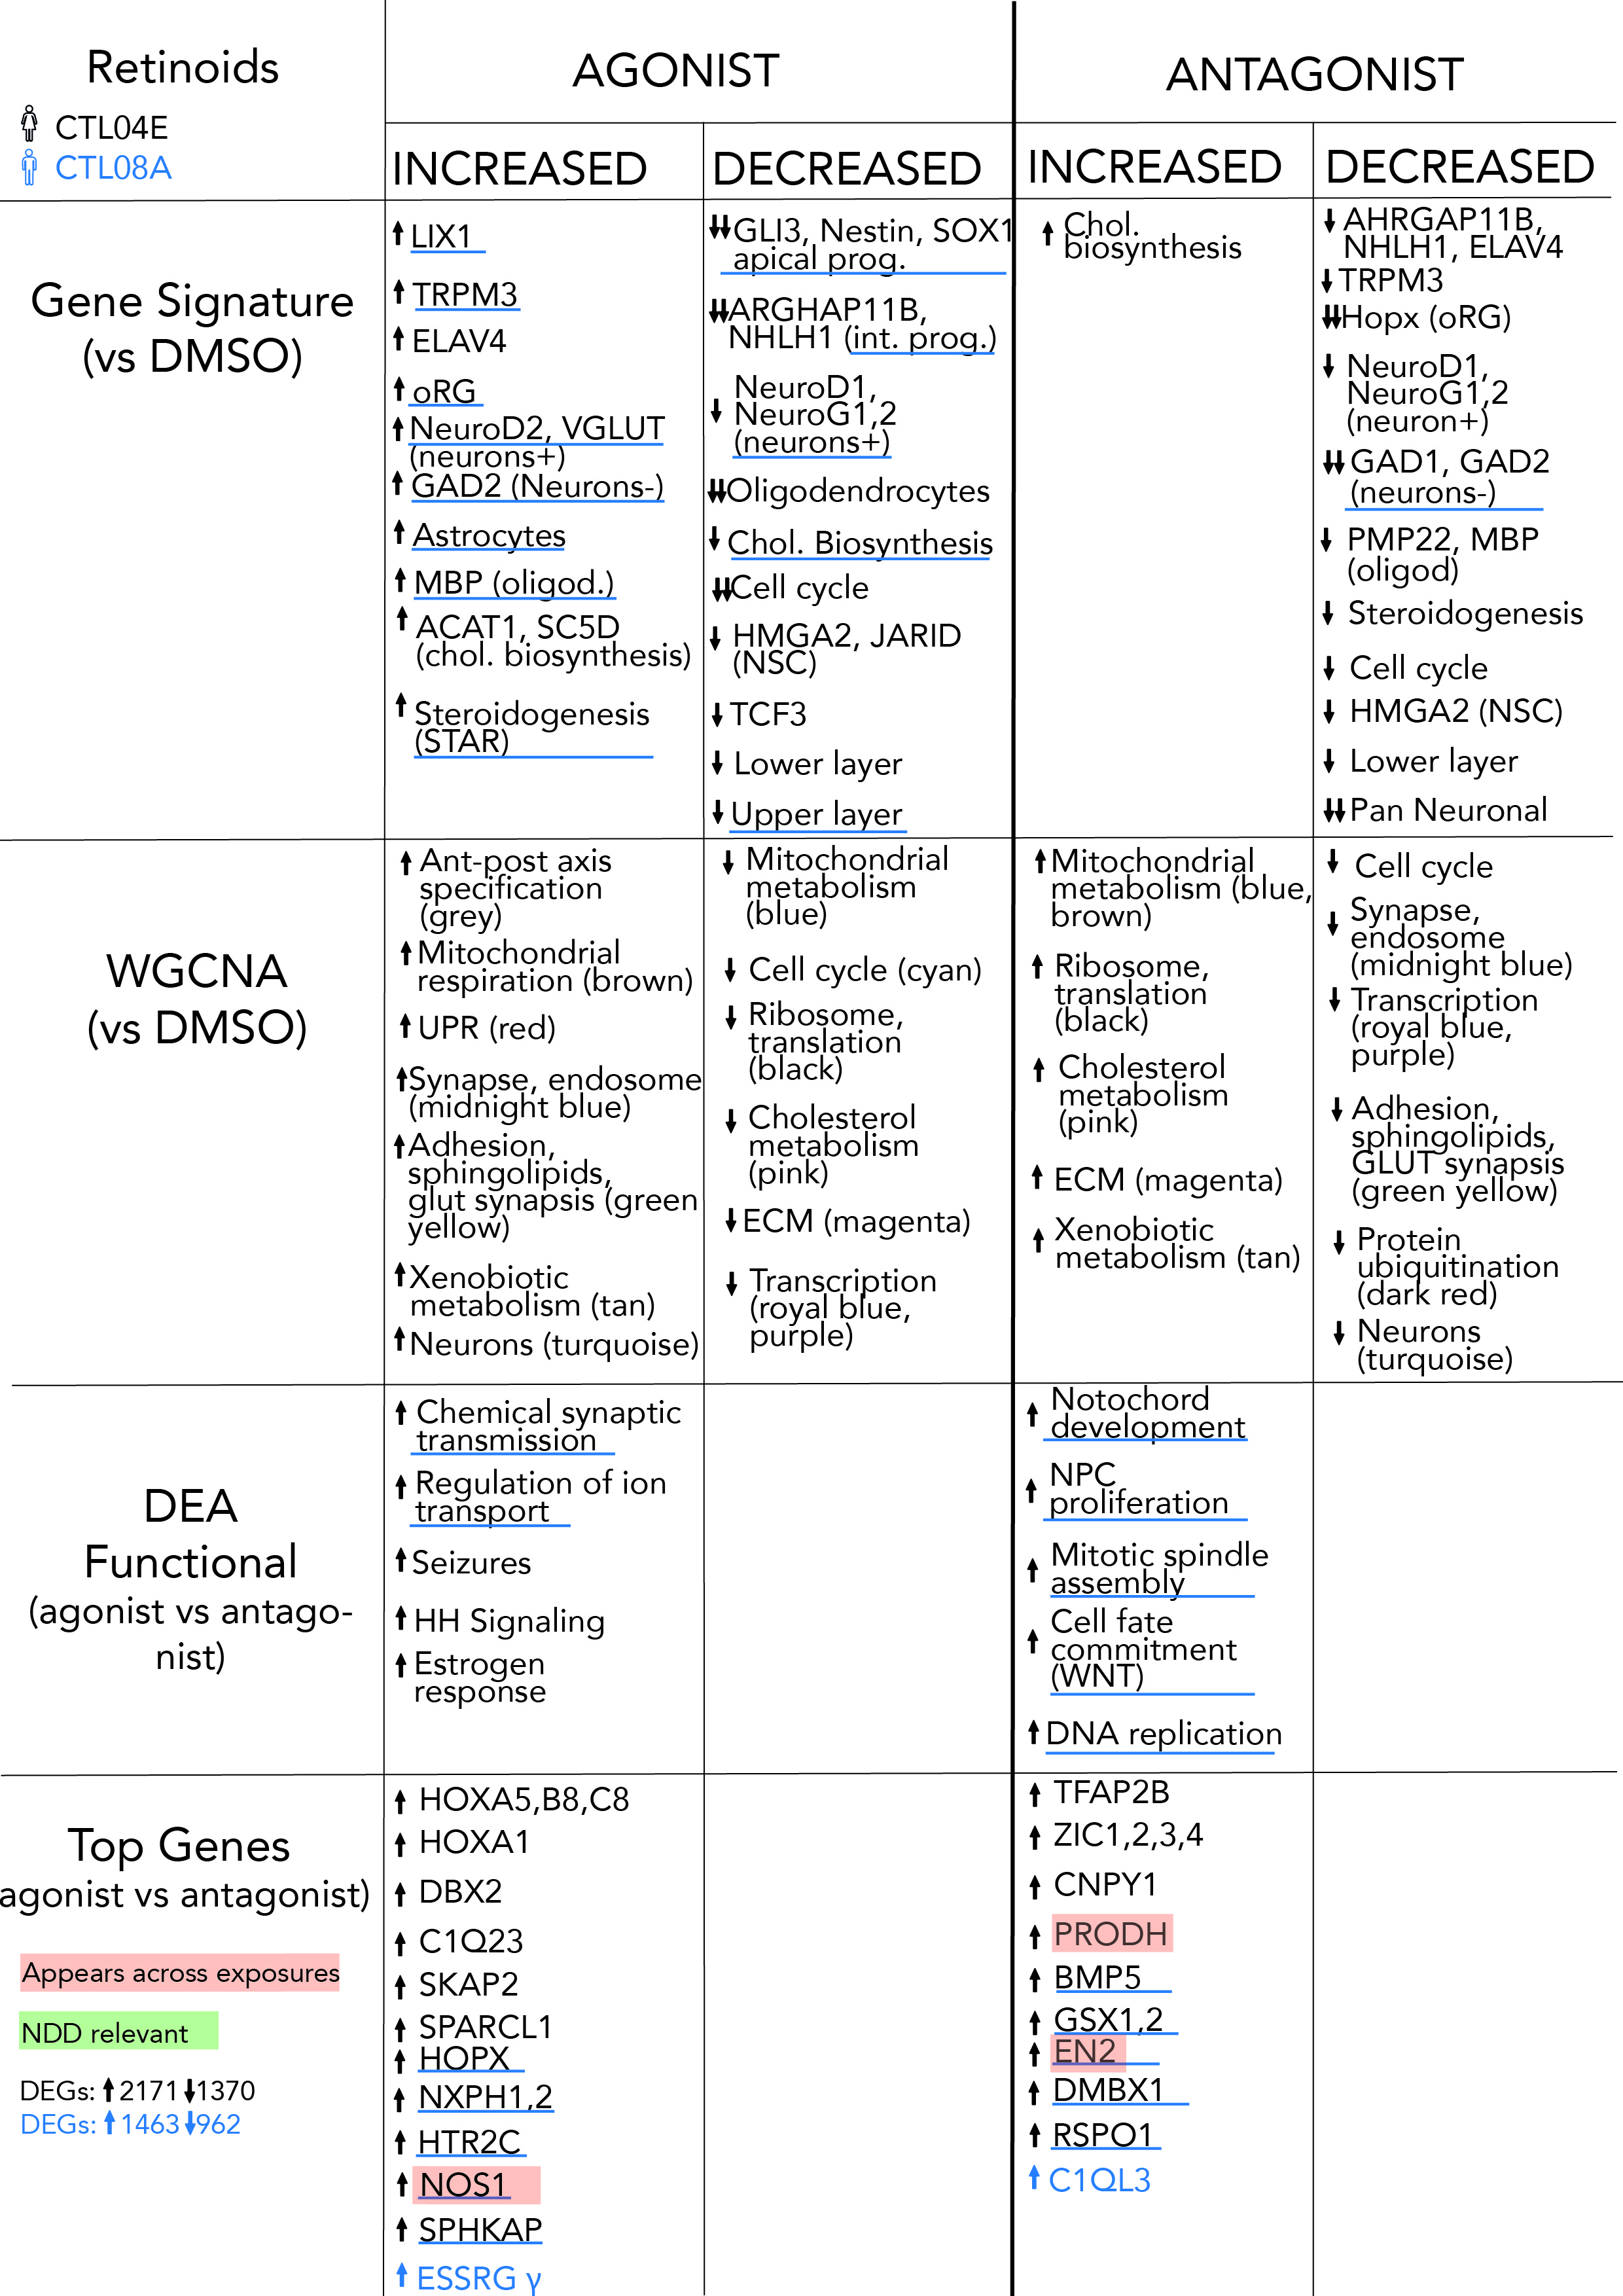 Retinoids
CTL04E
CTL08A
AGONIST
ANTAGONIST
INCREASED
DECREASED
INCREASED
DECREASED
Gene Signature
(vs DMSO)
LIX1
TRPM3
ELAV4
oRG
NeuroD2, VGLUT
(neurons+)
GAD2 (Neurons-)
Astrocytes
MBP (oligod.)
ACAT1, SC5D
(chol. biosynthesis)
Steroidogenesis
(STAR)
GLI3, Nestin, SOX1
apical prog.
ARGHAP11B,
NHLH1 (int. prog.)
NeuroD1,
NeuroG1,2
(neurons+)
Oligodendrocytes
Chol. Biosynthesis
Cell cycle
HMGA2, JARID
(NSC)
TCF3
Lower layer
Upper layer
Chol.
biosynthesis
AHRGAP11B,
NHLH1, ELAV4
TRPM3
Hopx (oRG)
NeuroD1,
NeuroG1,2
(neuron+)
GAD1, GAD2
(neurons-)
PMP22, MBP
(oligod)
Steroidogenesis
Cell cycle
HMGA2 (NSC)
Lower layer
Pan Neuronal
WGCNA
(vs DMSO)
Ant-post axis
specification
(grey)
Mitochondrial
respiration (brown)
UPR (red)
Synapse, endosome
(midnight blue)
Adhesion,
sphingolipids,
glut synapsis (green
yellow)
Xenobiotic
metabolism (tan)
Neurons (turquoise)
Mitochondrial
metabolism
(blue)
Cell cycle (cyan)
Ribosome,
translation
(black)
Cholesterol
metabolism
(pink)
ECM (magenta)
Transcription
(royal blue,
purple)
Mitochondrial
metabolism (blue,
brown)
Ribosome,
translation
(black)
Cholesterol
metabolism
(pink)
ECM (magenta)
Xenobiotic
metabolism (tan)
Cell cycle
Synapse,
endosome
(midnight blue)
Transcription
(royal blue,
purple)
Adhesion,
sphingolipids,
GLUT synapsis
(green yellow)
Protein
ubiquitination
(dark red)
Neurons
(turquoise)
DEA
Functional
(agonist vs antago-
nist)
Chemical synaptic
transmission
Regulation of ion
transport
Seizures
HH Signaling
Estrogen
response
Notochord
development
NPC
proliferation
Mitotic spindle
assembly
Cell fate
commitment
(WNT)
DNA replication
Top Genes
agonist vs antagonist)
Appears across exposures
NDD relevant
DEGs: ↑2171 ↓1370
DEGs: ↑1463 ↓962
HOXA5,B8,C8
HOXA1
DBX2
C1Q23
SKAP2
SPARCL1
HOPX
NXPH1,2
HTR2C
NOS1
SPHKAP
ESSRG γ
TFAP2B
ZIC1,2,3,4
CNPY1
PRODH
BMP5
GSX1,2
EN2
DMBX1
RSPO1
C1QL3